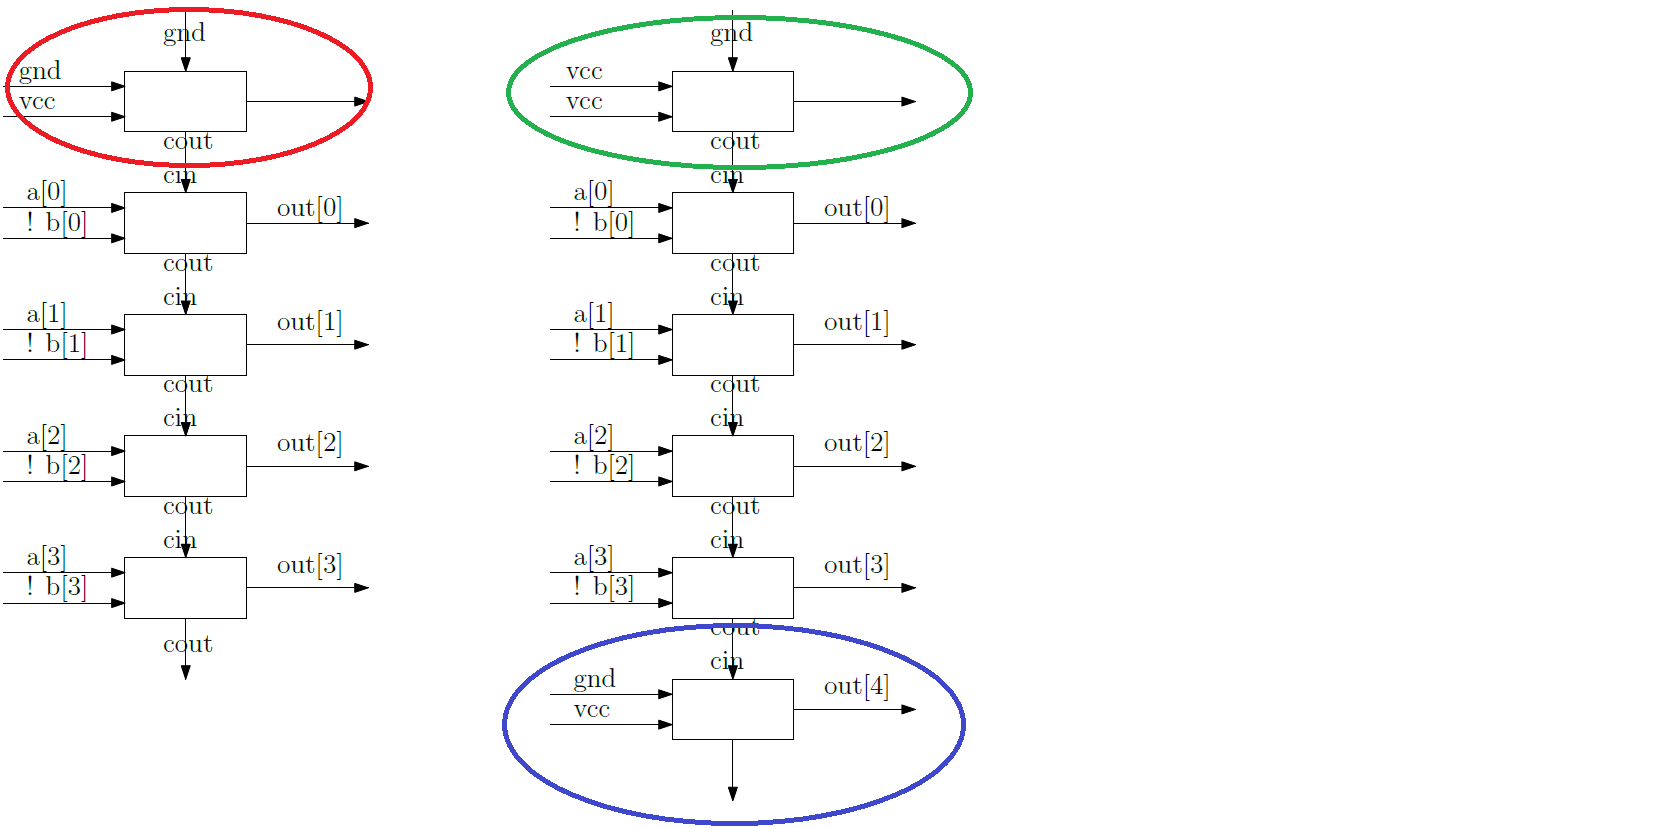 gnd
gnd
vcc
cout
cin
a[0]
! b[0]
out[0]
cout
cin
a[1]
! b[1]
out[1]
cout
cin
a[2]
! b[2]
out[2]
cout
cin
a[3]
! b[3]
out[3]
cout
gnd
vcc
vcc
cout
cin
a[0]
! b[0]
out[0]
cout
cin
a[1]
! b[1]
out[1]
cout
cin
a[2]
! b[2]
out[2]
cout
cin
a[3]
! b[3]
out[3]
cout
cin
gnd
vcc
out[4]